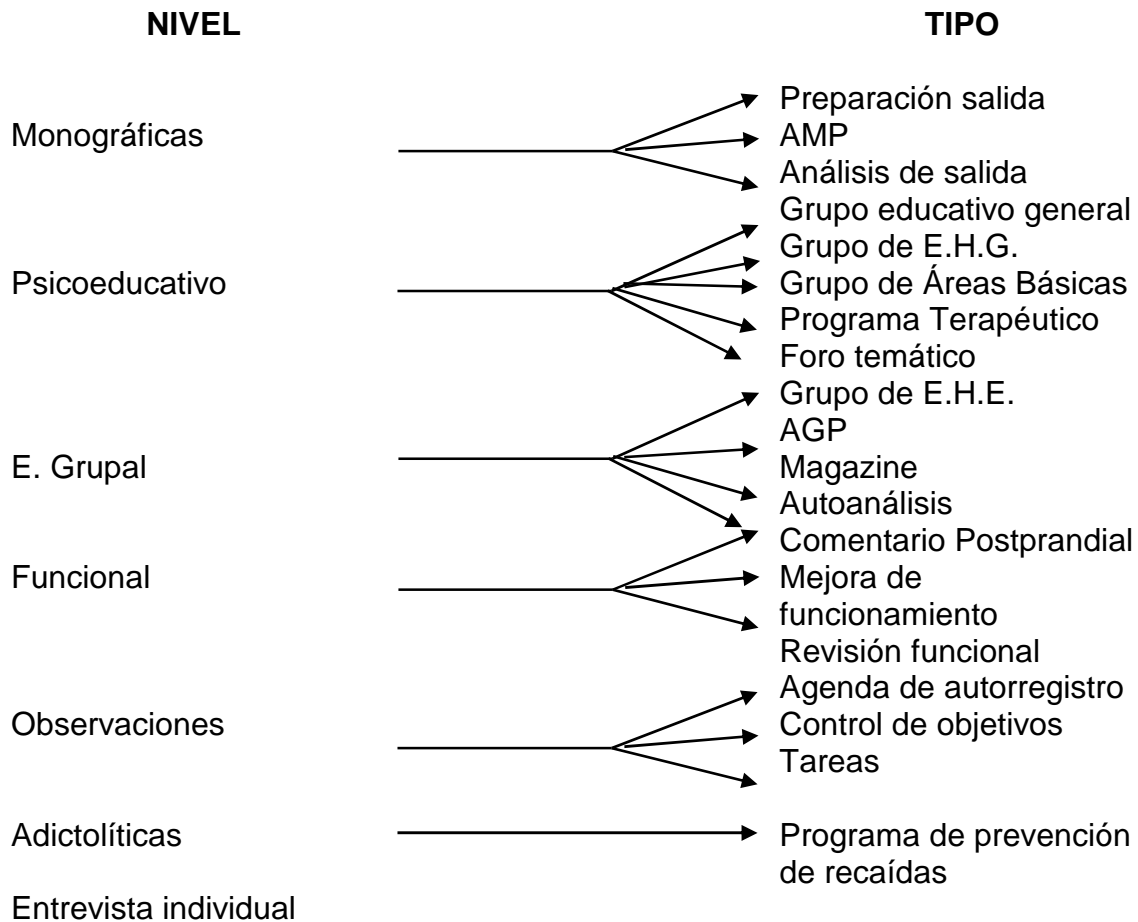 NIVEL
TIPO
Monográficas
Preparación salida
AMP
Análisis de salida
Psicoeducativo
Grupo educativo general
Grupo de E.H.G.
Grupo de Áreas Básicas
Programa Terapéutico
Foro temático
E. Grupal
Grupo de E.H.E.
AGP
Magazine
Autoanálisis
Funcional
Comentario Postprandial
Mejora de
funcionamiento
Revisión funcional
Observaciones
Agenda de autorregistro
Control de objetivos
Tareas
Adictolíticas
Programa de prevención
de recaídas
Entrevista individual